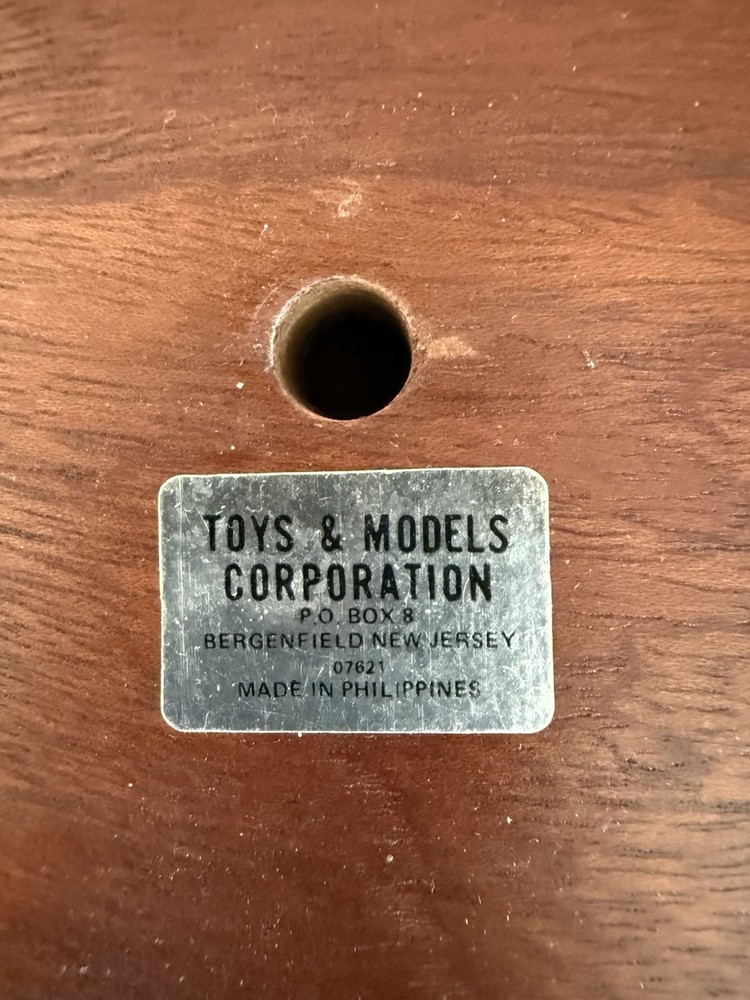 TOYS & MODELS
CORPORATION
P.O. BOX 8
BERGENFIELD NEW JERSEY
07621
MADE IN PHILIPPINES